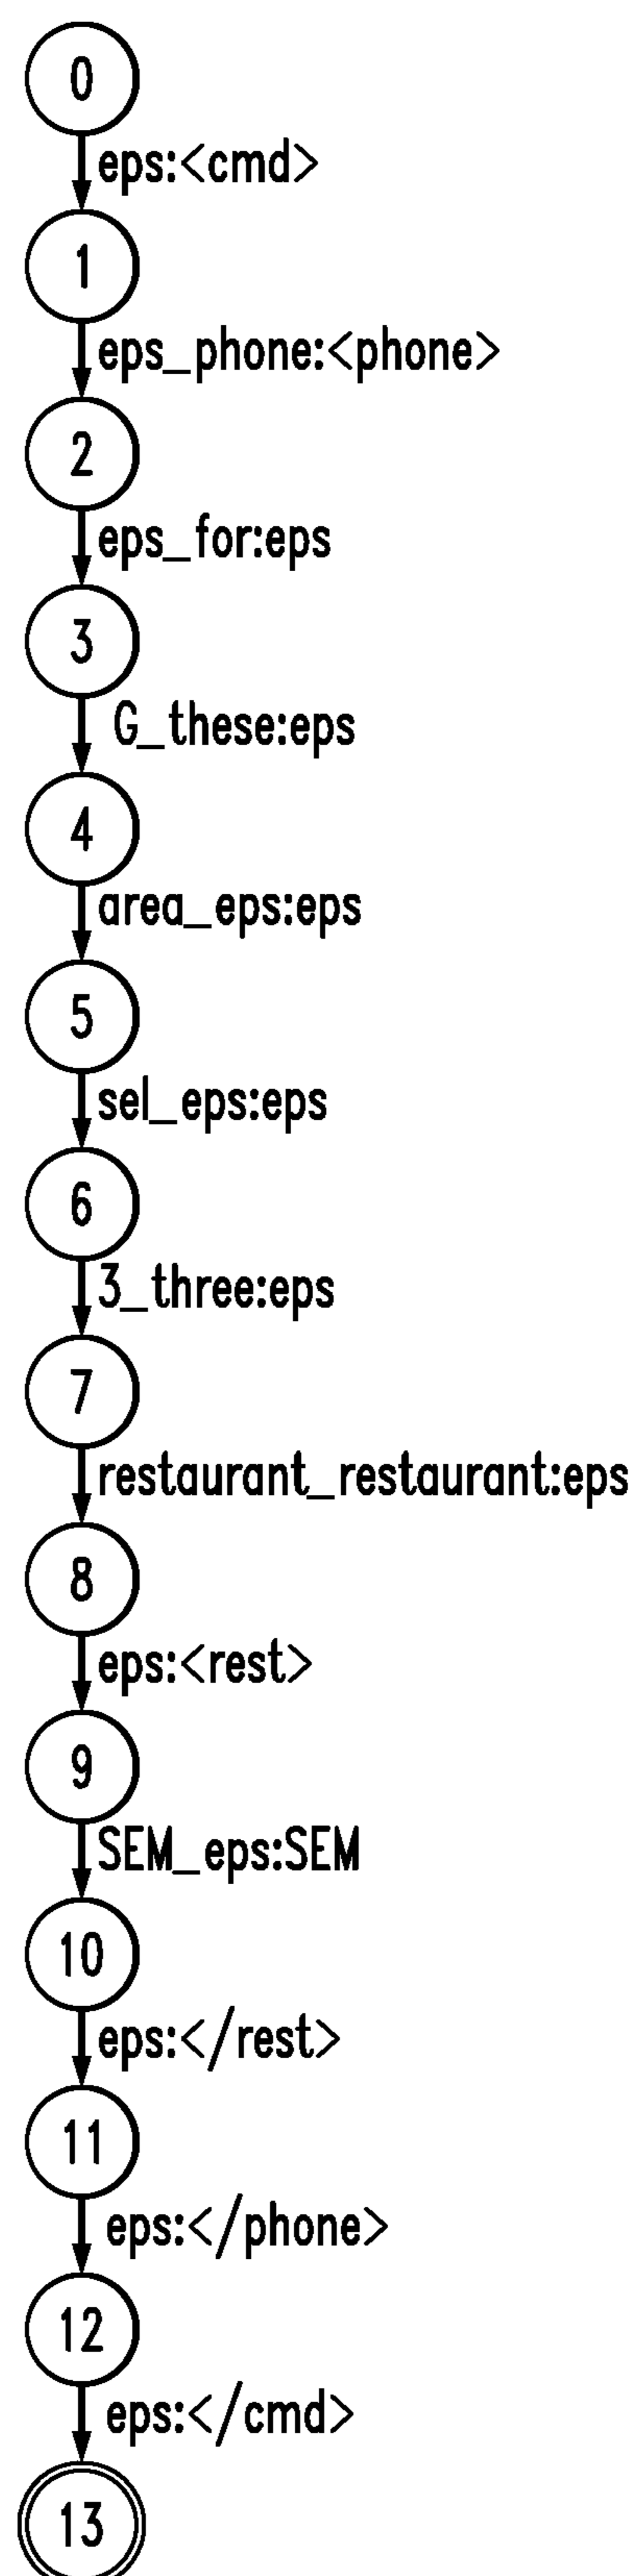 0
eps:<cmd>
1
eps_phone:<phone>
2
eps_for:eps
3
G_these:eps
4
area_eps:eps
5
sel_eps:eps
6
3_three:eps
7
restaurant_restaurant:eps
8
eps:<rest>
9
SEM_eps:SEM
10
eps:</rest>
11
eps:</phone>
12
eps:</cmd>
13